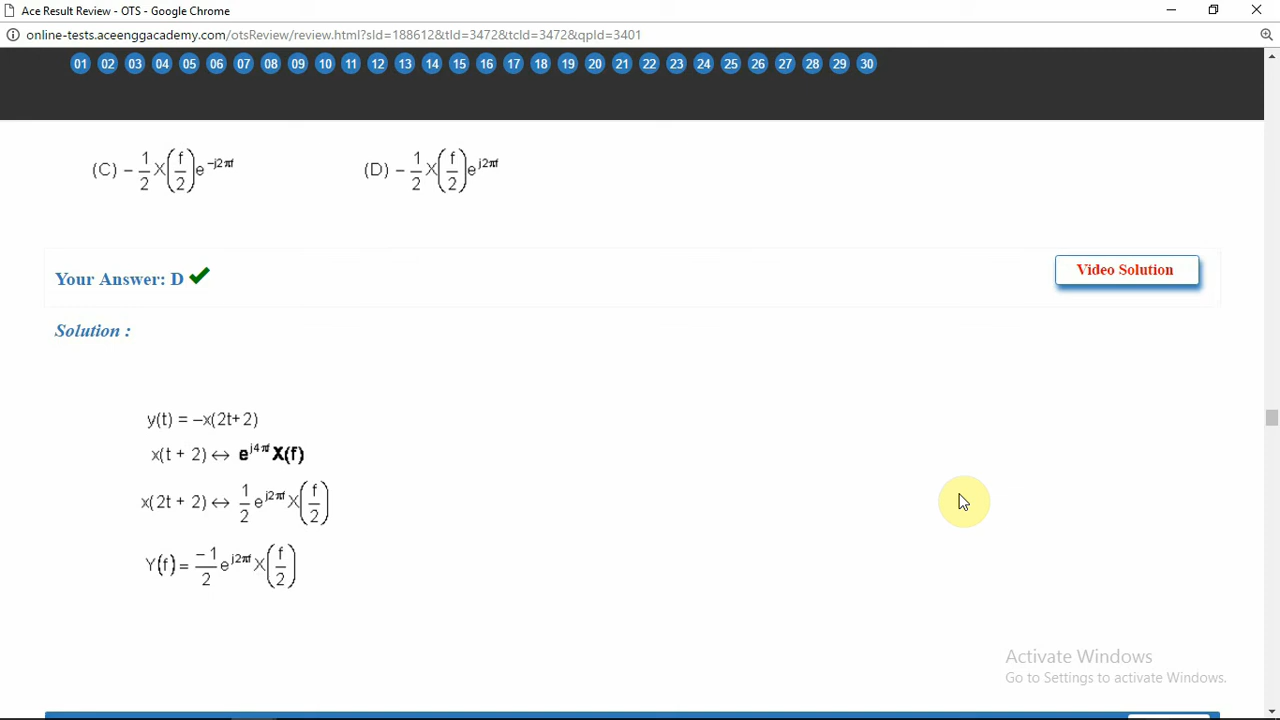 Ace Result Review - OTS - Google Chrome
online-tests.aceenggacademy.com/otsReview/review.html?sId=188612&tId=3472&tcId=3472&qpId=3401
01 02 03 04 05 06 07 08 09 10 11 12 13 14 15 16 17 18 19 20 21 22 23 24 25 26 27 28 29 30
(C) −1/2 X(f/2) e^(−j2πf) (D) −1/2 X(f/2) e^(j2πf)
Your Answer: D
Video Solution
Solution :
y(t) = −x(2t+2)
x(t + 2) ↔ e^(j4πf) X(f)
x(2t + 2) ↔ 1/2 e^(j2πf) X(f/2)
Y(f) = −1/2 e^(j2πf) X(f/2)
Activate Windows
Go to Settings to activate Windows.